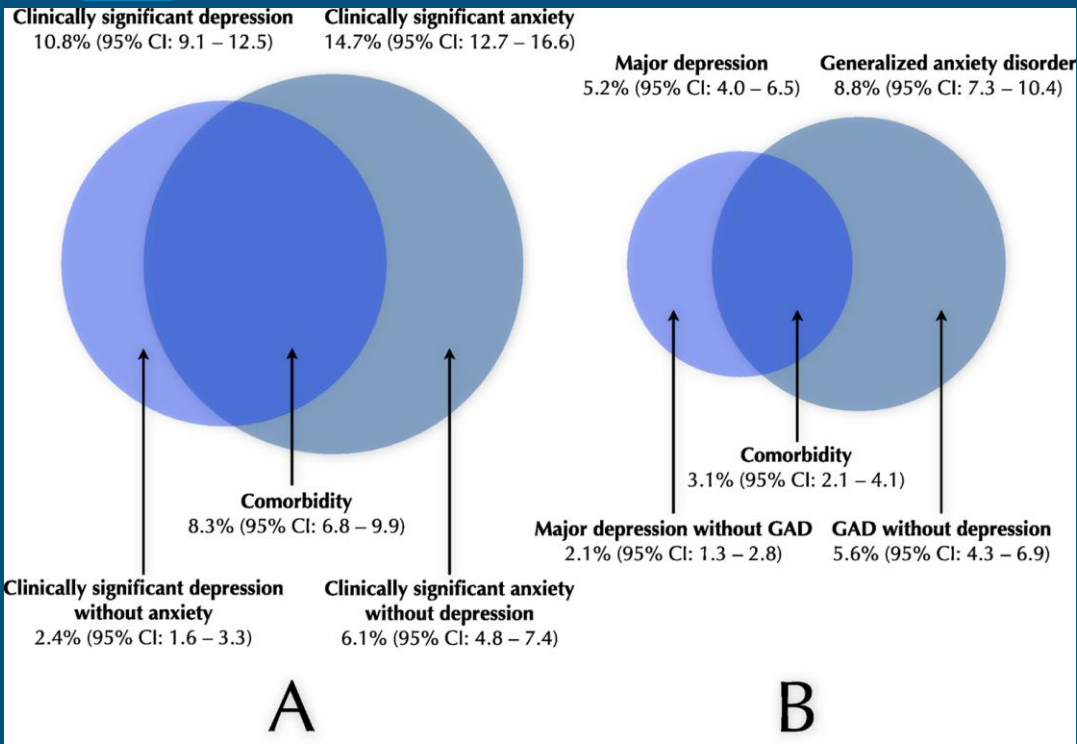 Clinically significant depression
10.8% (95% CI: 9.1 – 12.5)
Clinically significant anxiety
14.7% (95% CI: 12.7 – 16.6)
Comorbidity
8.3% (95% CI: 6.8 – 9.9)
Clinically significant depression
without anxiety
2.4% (95% CI: 1.6 – 3.3)
Clinically significant anxiety
without depression
6.1% (95% CI: 4.8 – 7.4)
A
Major depression
5.2% (95% CI: 4.0 – 6.5)
Generalized anxiety disorder
8.8% (95% CI: 7.3 – 10.4)
Comorbidity
3.1% (95% CI: 2.1 – 4.1)
Major depression without GAD
2.1% (95% CI: 1.3 – 2.8)
GAD without depression
5.6% (95% CI: 4.3 – 6.9)
B